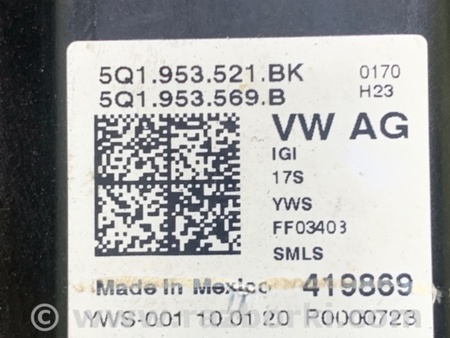 5Q1.953.521.BK 0170
5Q1.953.569.B H23
VW AG
IGI
17S
YWS
FF03403
SMLS
Made In Mexico 419869
YWS-001 10 01 20 P0000723